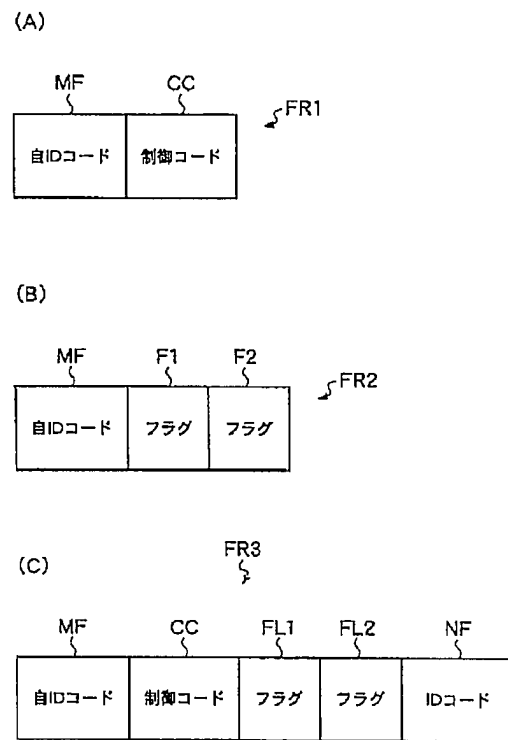 (A)
MF CC
FR1
自IDコード 制御コード
(B)
MF F1 F2
FR2
自IDコード フラグ フラグ
FR3
(C)
MF CC FL1 FL2 NF
自IDコード 制御コード フラグ フラグ IDコード